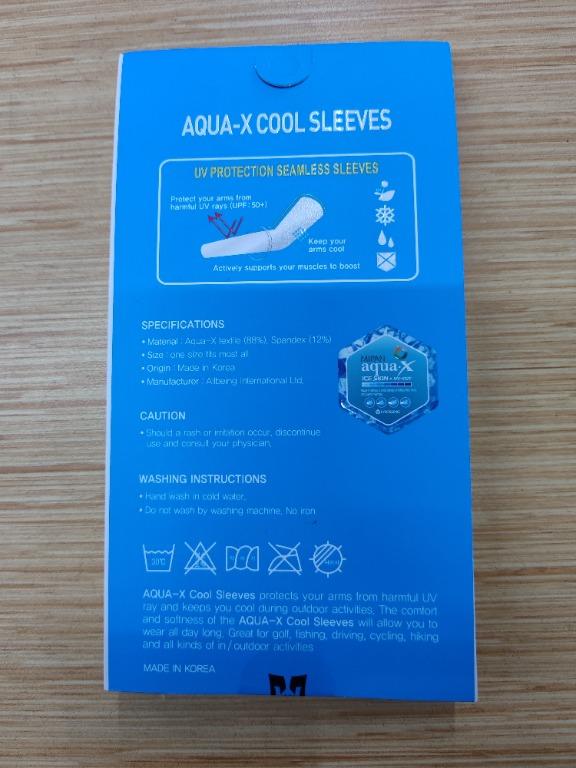 AQUA-X COOL SLEEVES
UV PROTECTION SEAMLESS SLEEVES
Protect your arms from
harmful UV rays (UPF:50+)
Keep your
arms cool
Actively supports your muscles to boost
SPECIFICATIONS
• Material : Aqua-X textile (88%), Spandex (12%)
• Size : one size fits most all
• Origin : Made in Korea
• Manufacturer : Allbeing International Ltd.
MIPAN
aqua-X
ICE SKIN
HYOSUNG
CAUTION
• Should a rash or irritation occur, discontinue
use and consult your physician.
WASHING INSTRUCTIONS
• Hand wash in cold water.
• Do not wash by washing machine, No iron
30℃
AQUA-X Cool Sleeves protects your arms from harmful UV
ray and keeps you cool during outdoor activities. The comfort
and softness of the AQUA-X Cool Sleeves will allow you to
wear all day long. Great for golf, fishing, driving, cycling, hiking
and all kinds of in/outdoor activities
MADE IN KOREA